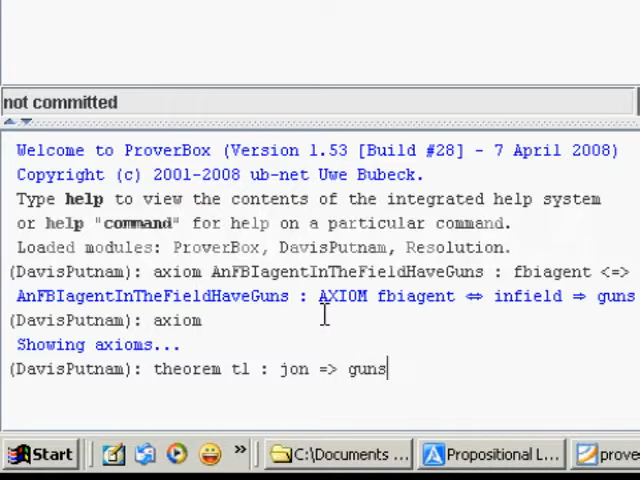 not committed
Welcome to ProverBox (Version 1.53 [Build #28] - 7 April 2008)
Copyright (c) 2001-2008 ub-net Uwe Bubeck.
Type help to view the contents of the integrated help system
or help "command" for help on a particular command.
Loaded modules: ProverBox, DavisPutnam, Resolution.
(DavisPutnam): axiom AnFBIagentInTheFieldHaveGuns : fbiagent <=>
AnFBIagentInTheFieldHaveGuns : AXIOM fbiagent ⇔ infield ⇒ guns
(DavisPutnam): axiom
Showing axioms...
(DavisPutnam): theorem t1 : jon => guns
Start » C:\Documents ... Propositional L... prove